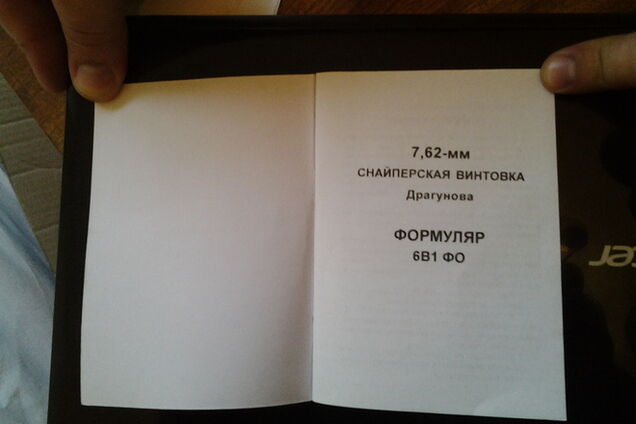 7,62-мм
СНАЙПЕРСКАЯ ВИНТОВКА
Драгунова
ФОРМУЛЯР
6В1 ФО